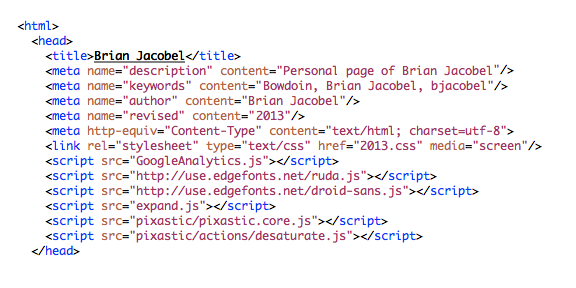 <html>
<head>
<title>Brian Jacobel</title>
<meta name="description" content="Personal page of Brian Jacobel"/>
<meta name="keywords" content="Bowdoin, Brian Jacobel, bjacobel"/>
<meta name="author" content="Brian Jacobel"/>
<meta name="revised" content="2013"/>
<meta http-equiv="Content-Type" content="text/html; charset=utf-8">
<link rel="stylesheet" type="text/css" href="2013.css" media="screen"/>
<script src="GoogleAnalytics.js"></script>
<script src="http://use.edgefonts.net/ruda.js"></script>
<script src="http://use.edgefonts.net/droid-sans.js"></script>
<script src="expand.js"></script>
<script src="pixastic/pixastic.core.js"></script>
<script src="pixastic/actions/desaturate.js"></script>
</head>